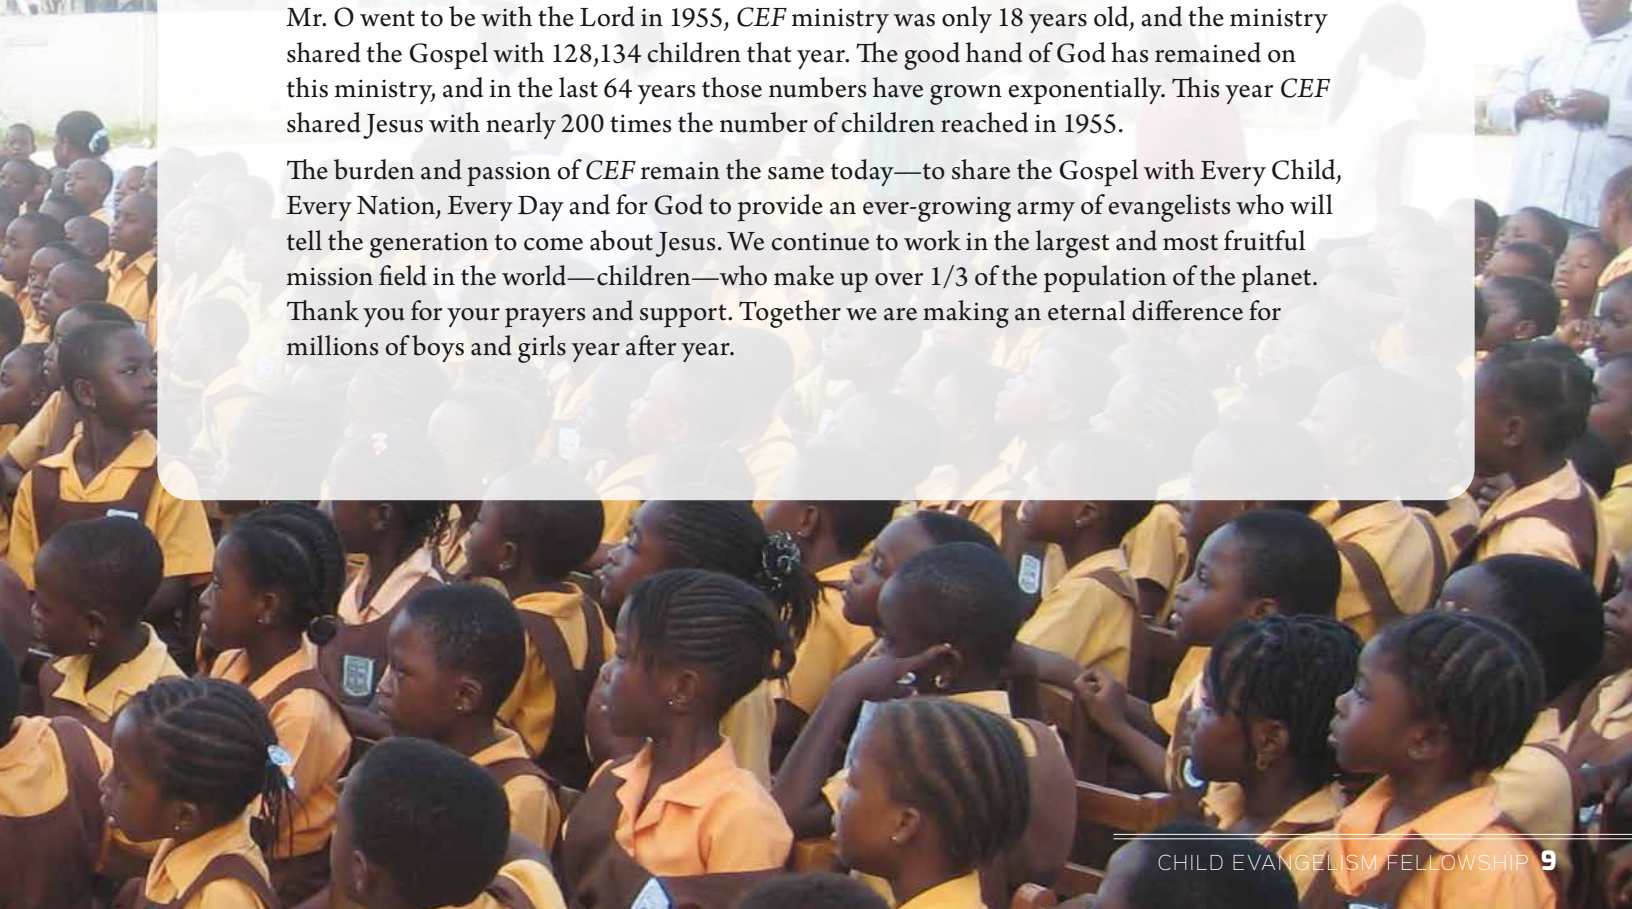 Mr. O went to be with the Lord in 1955, CEF ministry was only 18 years old, and the ministry
shared the Gospel with 128,134 children that year. The good hand of God has remained on
this ministry, and in the last 64 years those numbers have grown exponentially. This year CEF
shared Jesus with nearly 200 times the number of children reached in 1955.
The burden and passion of CEF remain the same today—to share the Gospel with Every Child,
Every Nation, Every Day and for God to provide an ever-growing army of evangelists who will
tell the generation to come about Jesus. We continue to work in the largest and most fruitful
mission field in the world—children—who make up over 1/3 of the population of the planet.
Thank you for your prayers and support. Together we are making an eternal difference for
millions of boys and girls year after year.
CHILD EVANGELISM FELLOWSHIP 9